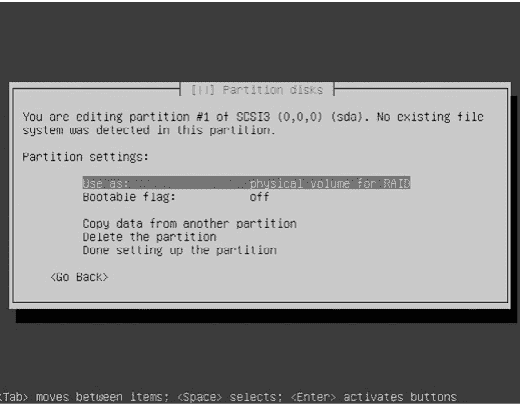 [!!] Partition disks
You are editing partition #1 of SCSI3 (0,0,0) (sda). No existing file
system was detected in this partition.
Partition settings:
Use as: physical volume for RAID
Bootable flag: off
Copy data from another partition
Delete the partition
Done setting up the partition
<Go Back>
<Tab> moves between items; <Space> selects; <Enter> activates buttons